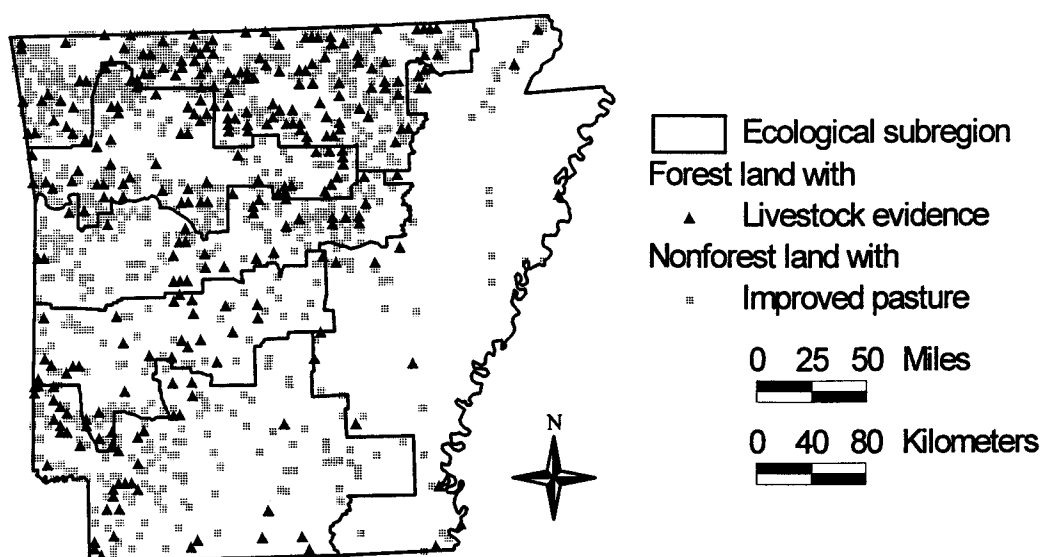 Ecological subregion
Forest land with
Livestock evidence
Nonforest land with
Improved pasture
0 25 50 Miles
0 40 80 Kilometers
N